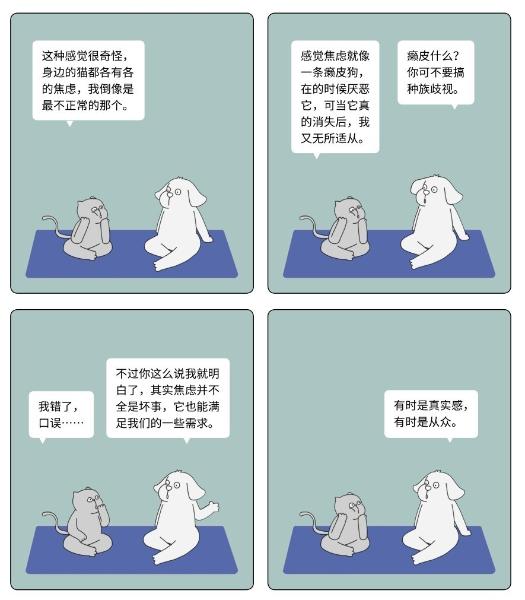 这种感觉很奇怪，
身边的猫都各有各
的焦虑，我倒像是
最不正常的那个。
感觉焦虑就像
一条癞皮狗，
在的时候厌恶
它，可当它真
的消失后，我
又无所适从。
癞皮什么？
你可不要搞
种族歧视。
我错了，
口误……
不过你这么说我就明
白了，其实焦虑并不
全是坏事，它也能满
足我们的一些需求。
有时是真实感，
有时是从众。